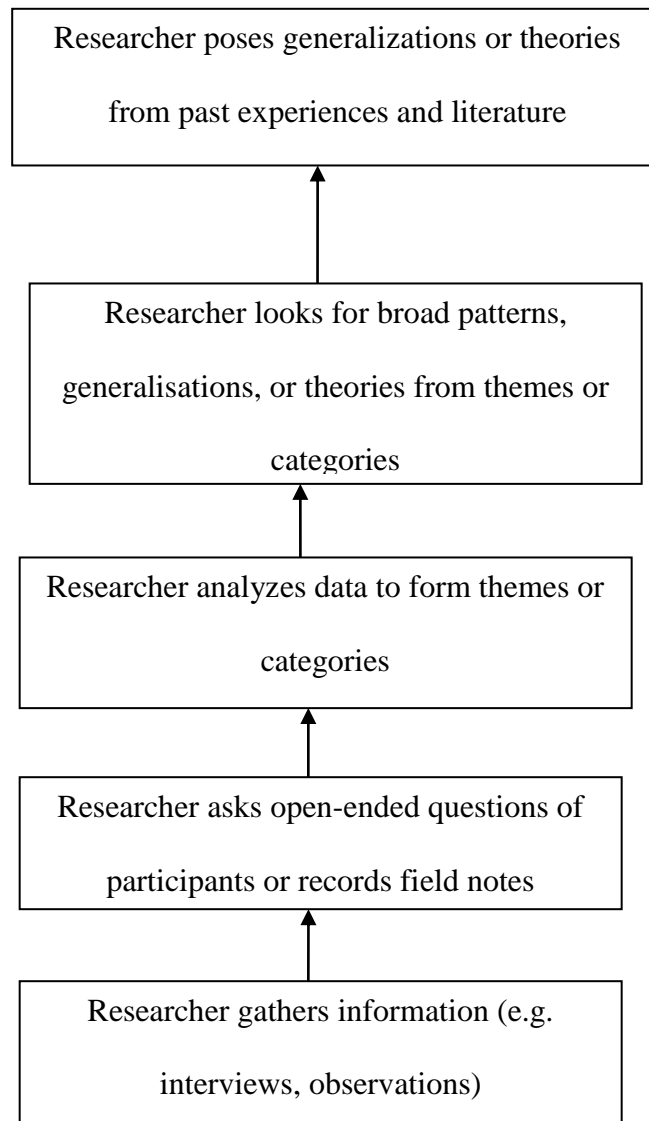 Researcher poses generalizations or theories
from past experiences and literature
Researcher looks for broad patterns,
generalisations, or theories from themes or
categories
Researcher analyzes data to form themes or
categories
Researcher asks open-ended questions of
participants or records field notes
Researcher gathers information (e.g.
interviews, observations)